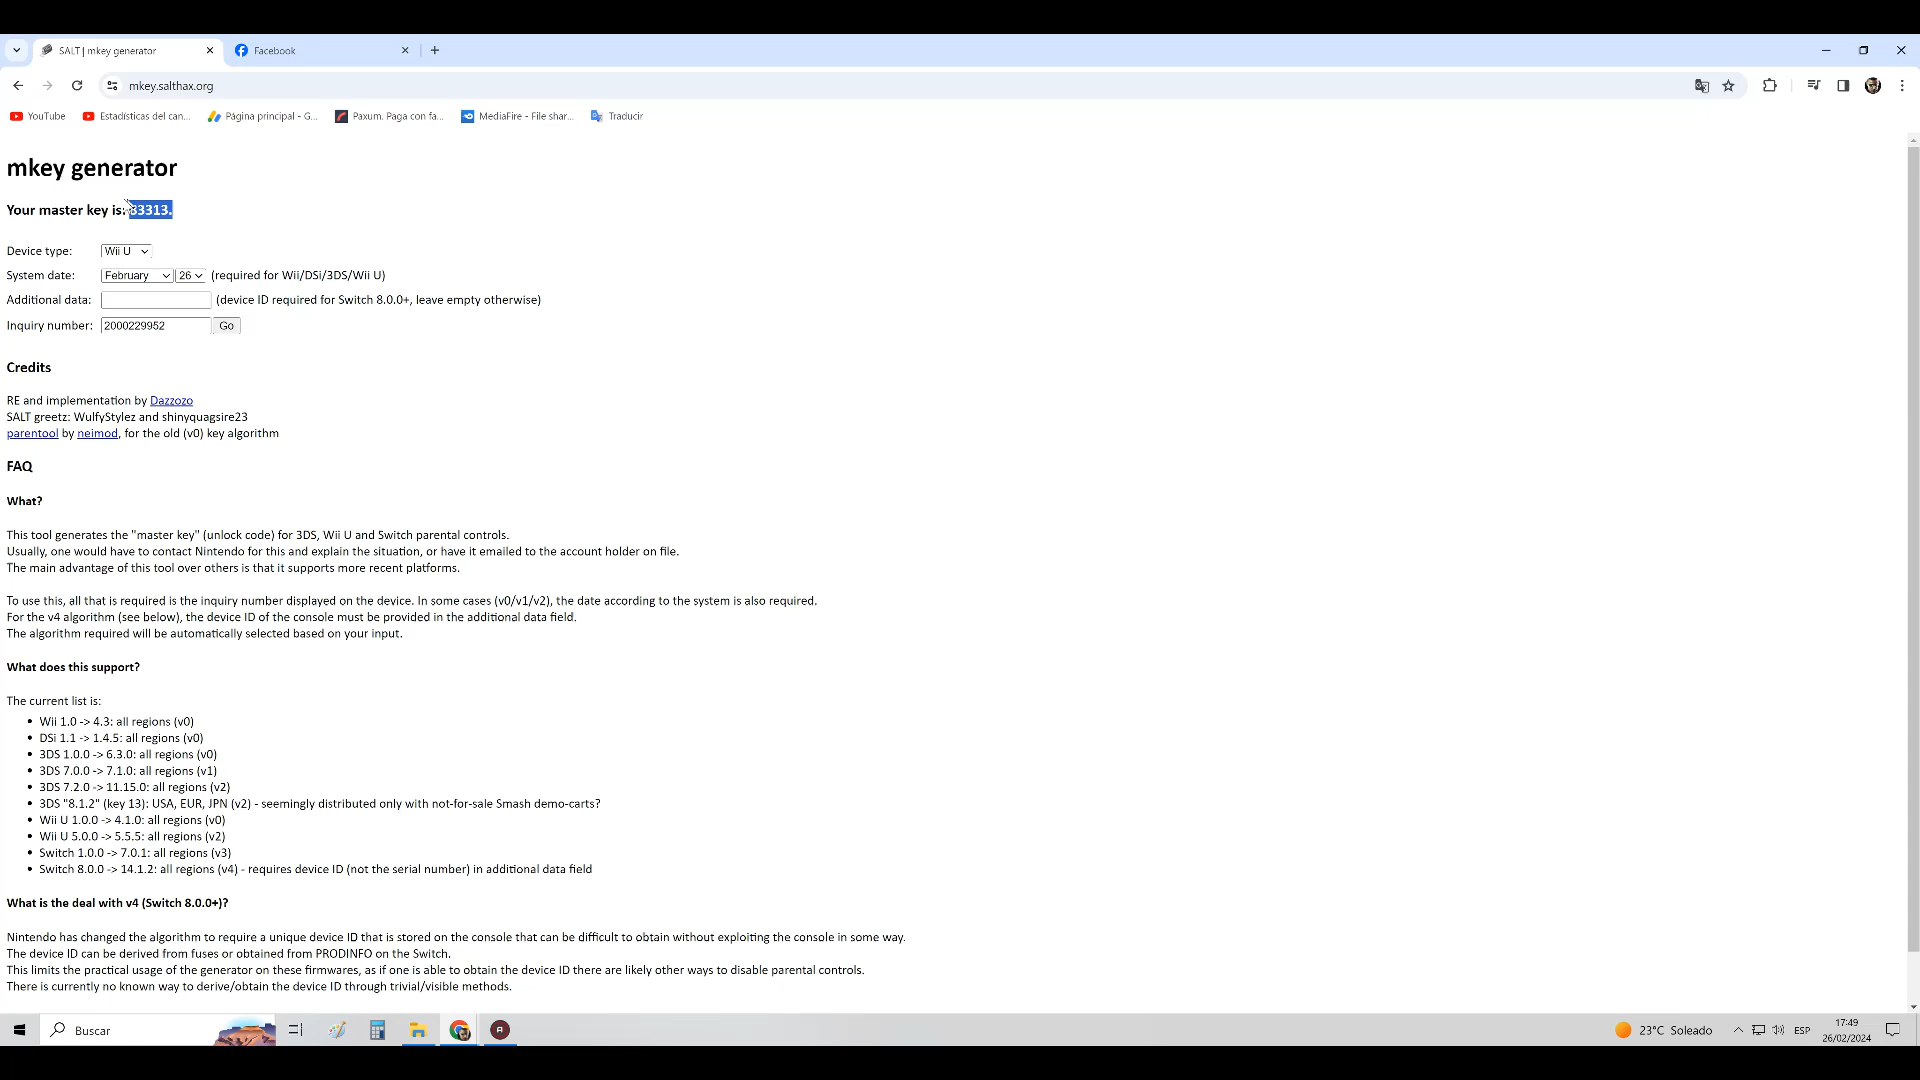 SALT | mkey generator
Facebook
mkey.salthax.org
YouTube
Estadísticas del can...
Página principal - G...
Paxum. Paga con fa...
MediaFire - File shar...
Traducir
mkey generator
Your master key is: 33313.
Device type: Wii U
System date: February 26 (required for Wii/DSi/3DS/Wii U)
Additional data: (device ID required for Switch 8.0.0+, leave empty otherwise)
Inquiry number: 2000229952 Go
Credits
RE and implementation by Dazzozo
SALT greetz: WulfyStylez and shinyquagsire23
parentool by neimod, for the old (v0) key algorithm
FAQ
What?
This tool generates the "master key" (unlock code) for 3DS, Wii U and Switch parental controls.
Usually, one would have to contact Nintendo for this and explain the situation, or have it emailed to the account holder on file.
The main advantage of this tool over others is that it supports more recent platforms.
To use this, all that is required is the inquiry number displayed on the device. In some cases (v0/v1/v2), the date according to the system is also required.
For the v4 algorithm (see below), the device ID of the console must be provided in the additional data field.
The algorithm required will be automatically selected based on your input.
What does this support?
The current list is:
• Wii 1.0 -> 4.3: all regions (v0)
• DSi 1.1 -> 1.4.5: all regions (v0)
• 3DS 1.0.0 -> 6.3.0: all regions (v0)
• 3DS 7.0.0 -> 7.1.0: all regions (v1)
• 3DS 7.2.0 -> 11.15.0: all regions (v2)
• 3DS "8.1.2" (key 13): USA, EUR, JPN (v2) - seemingly distributed only with not-for-sale Smash demo-carts?
• Wii U 1.0.0 -> 4.1.0: all regions (v0)
• Wii U 5.0.0 -> 5.5.5: all regions (v2)
• Switch 1.0.0 -> 7.0.1: all regions (v3)
• Switch 8.0.0 -> 14.1.2: all regions (v4) - requires device ID (not the serial number) in additional data field
What is the deal with v4 (Switch 8.0.0+)?
Nintendo has changed the algorithm to require a unique device ID that is stored on the console that can be difficult to obtain without exploiting the console in some way.
The device ID can be derived from fuses or obtained from PRODINFO on the Switch.
This limits the practical usage of the generator on these firmwares, as if one is able to obtain the device ID there are likely other ways to disable parental controls.
There is currently no known way to derive/obtain the device ID through trivial/visible methods.
Buscar
23°C Soleado
ESP
17:49
26/02/2024